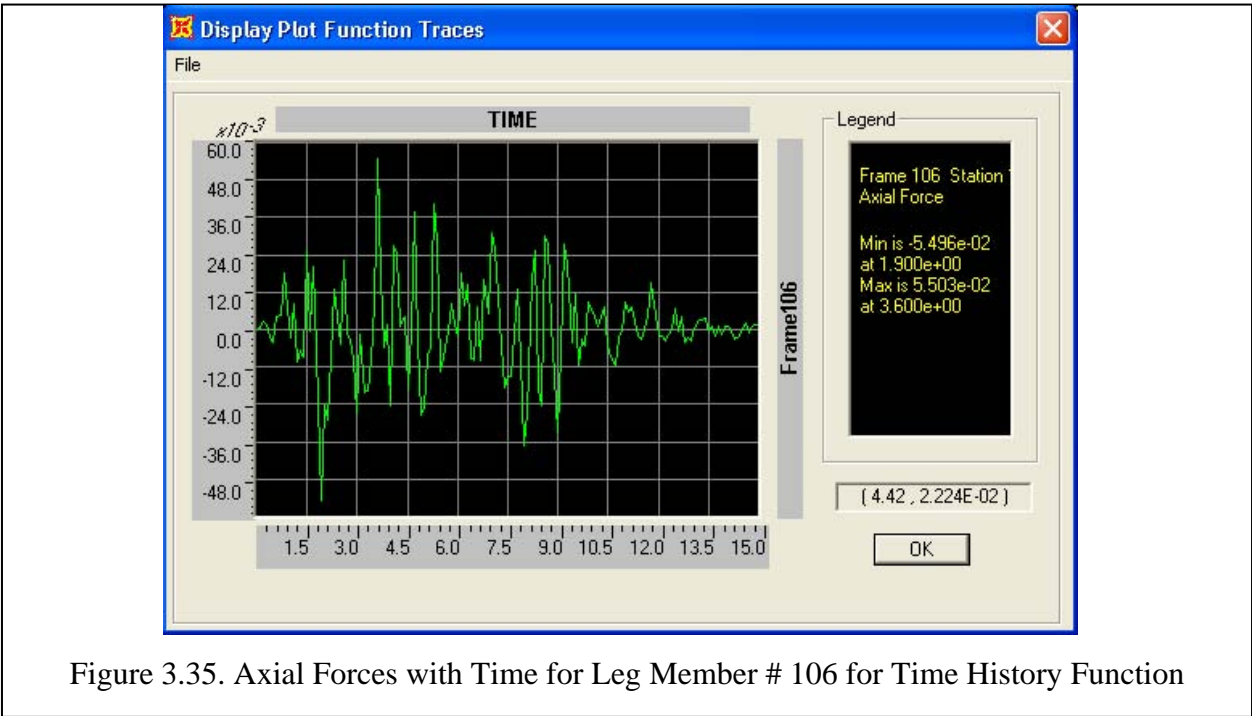 Display Plot Function Traces
File
TIME
x10-3
60.0
48.0
36.0
24.0
12.0
0.0
-12.0
-24.0
-36.0
-48.0
1.5 3.0 4.5 6.0 7.5 9.0 10.5 12.0 13.5 15.0
Frame106
Legend
Frame 106 Station
Axial Force
Min is -5.496e-02
at 1.900e+00
Max is 5.503e-02
at 3.600e+00
( 4.42 , 2.224E-02 )
OK
Figure 3.35. Axial Forces with Time for Leg Member # 106 for Time History Function